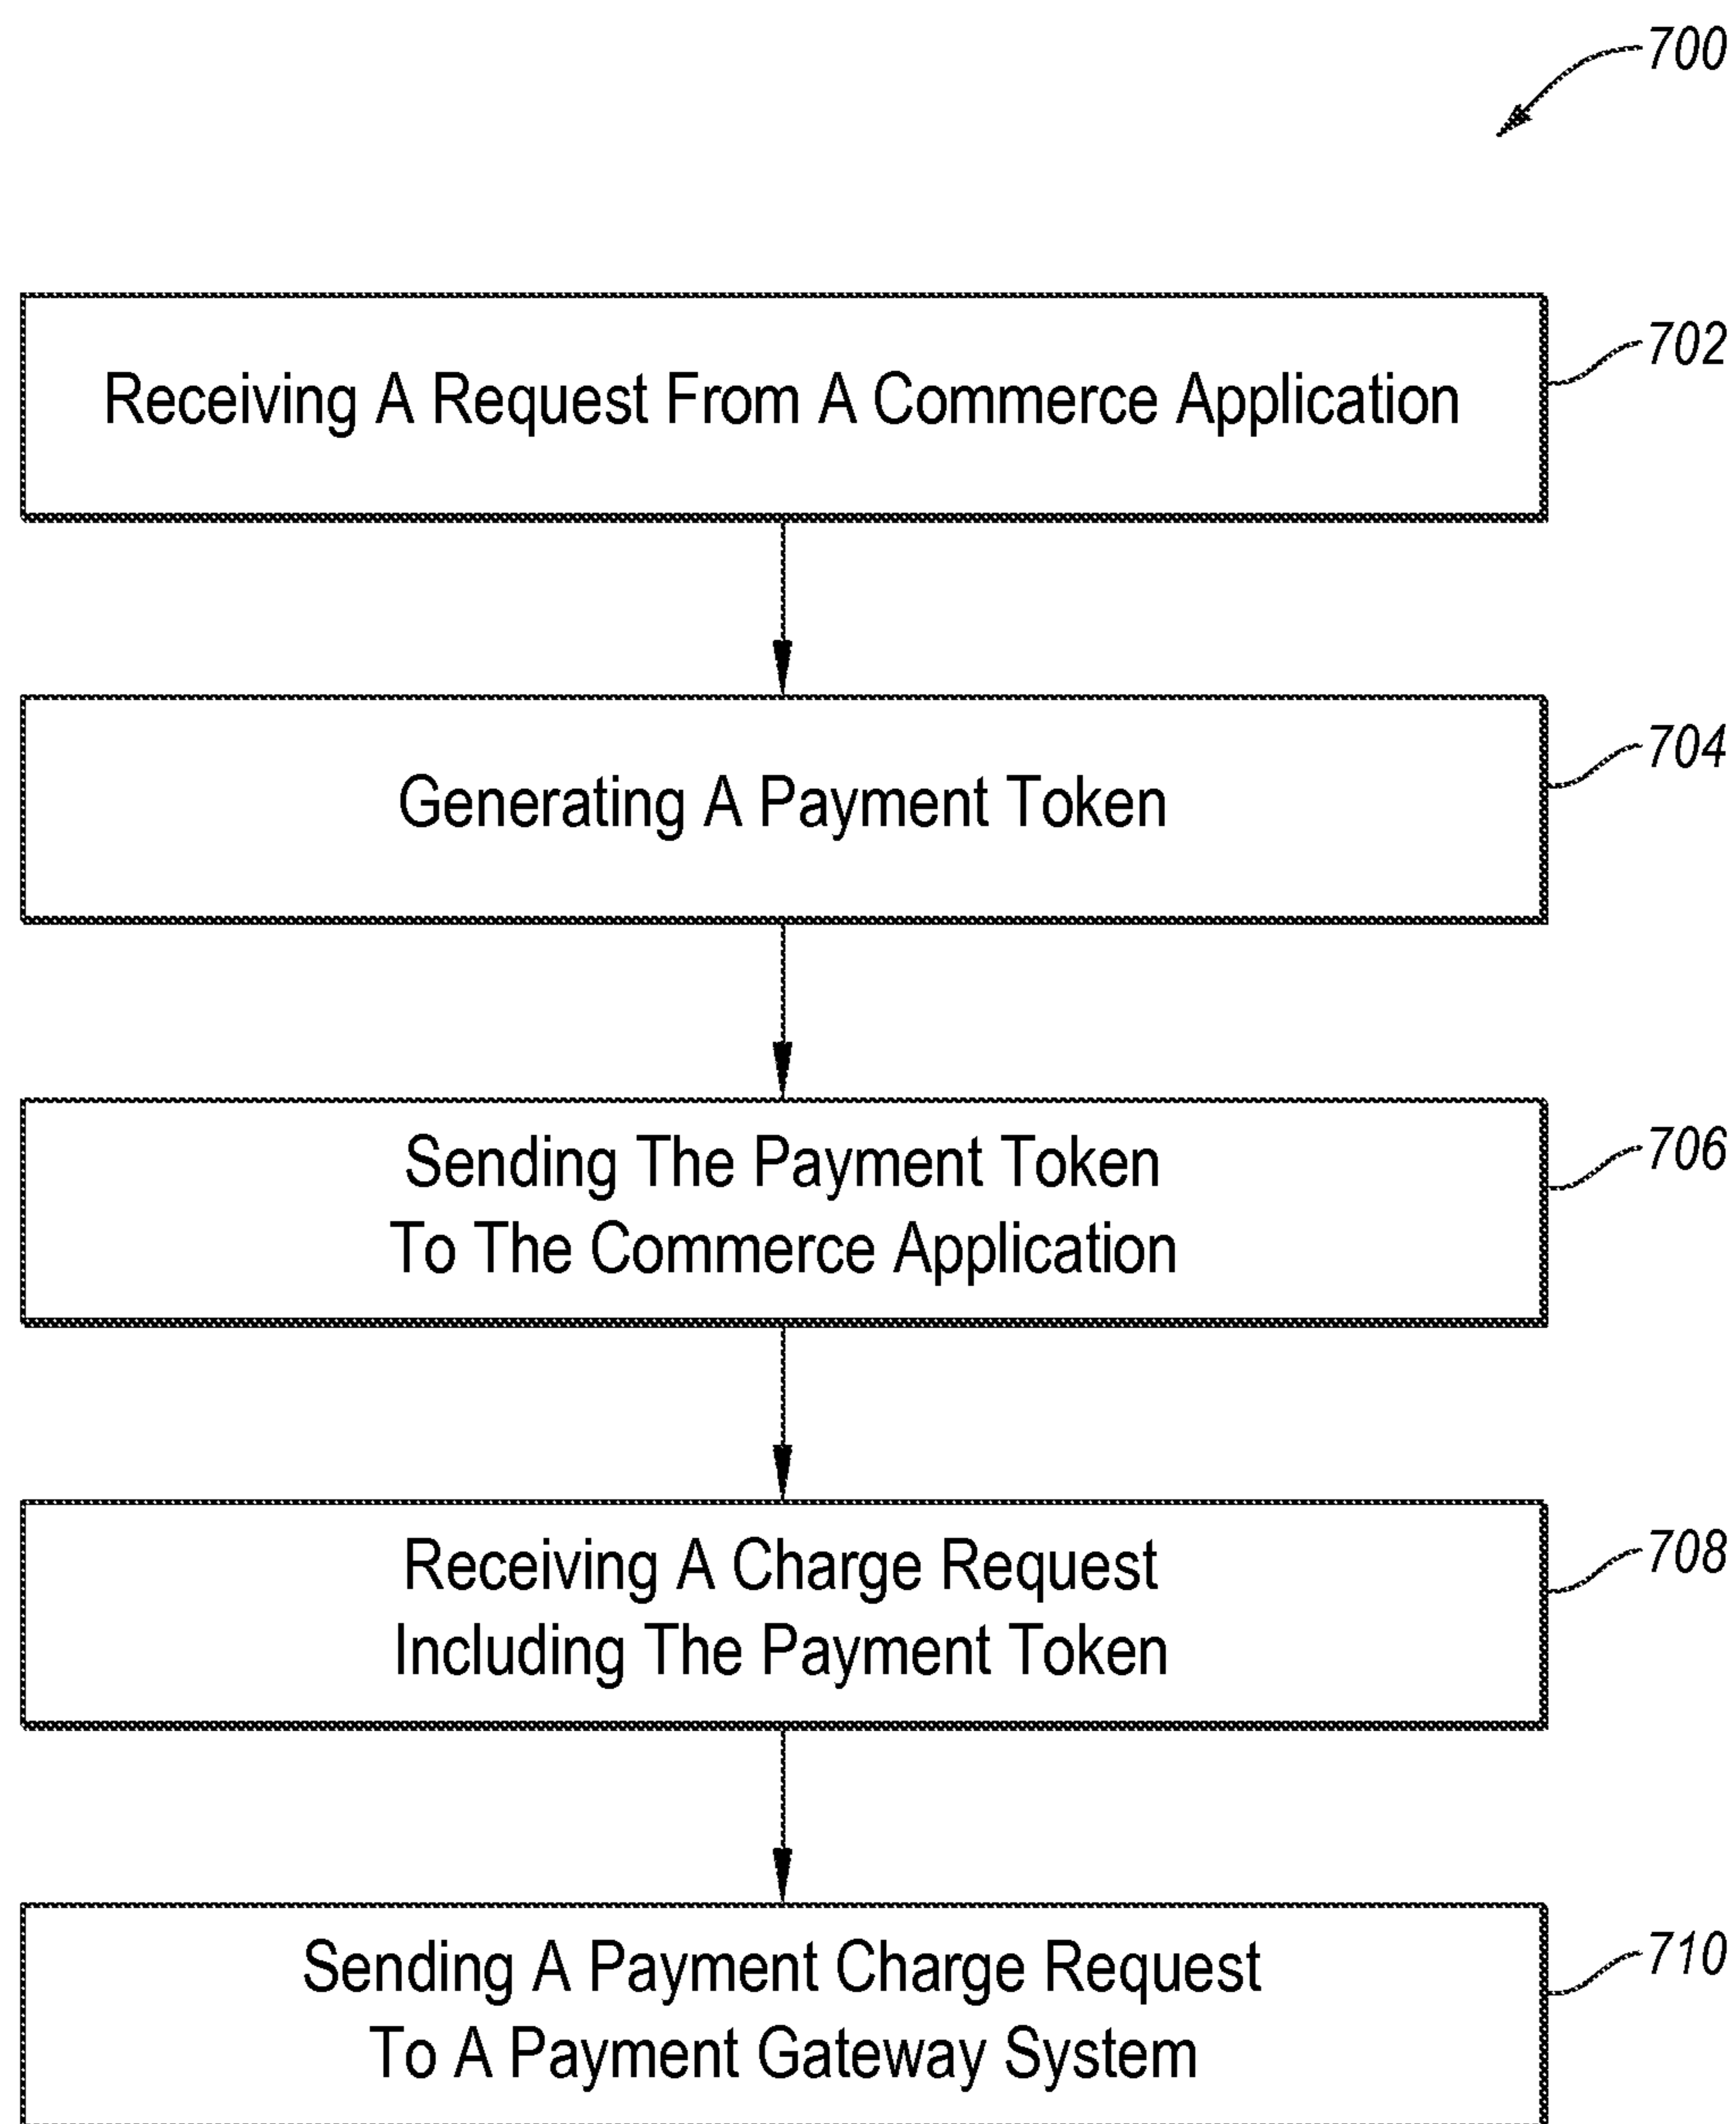 700
Receiving A Request From A Commerce Application
702
Generating A Payment Token
704
Sending The Payment Token
To The Commerce Application
706
Receiving A Charge Request
Including The Payment Token
708
Sending A Payment Charge Request
To A Payment Gateway System
710